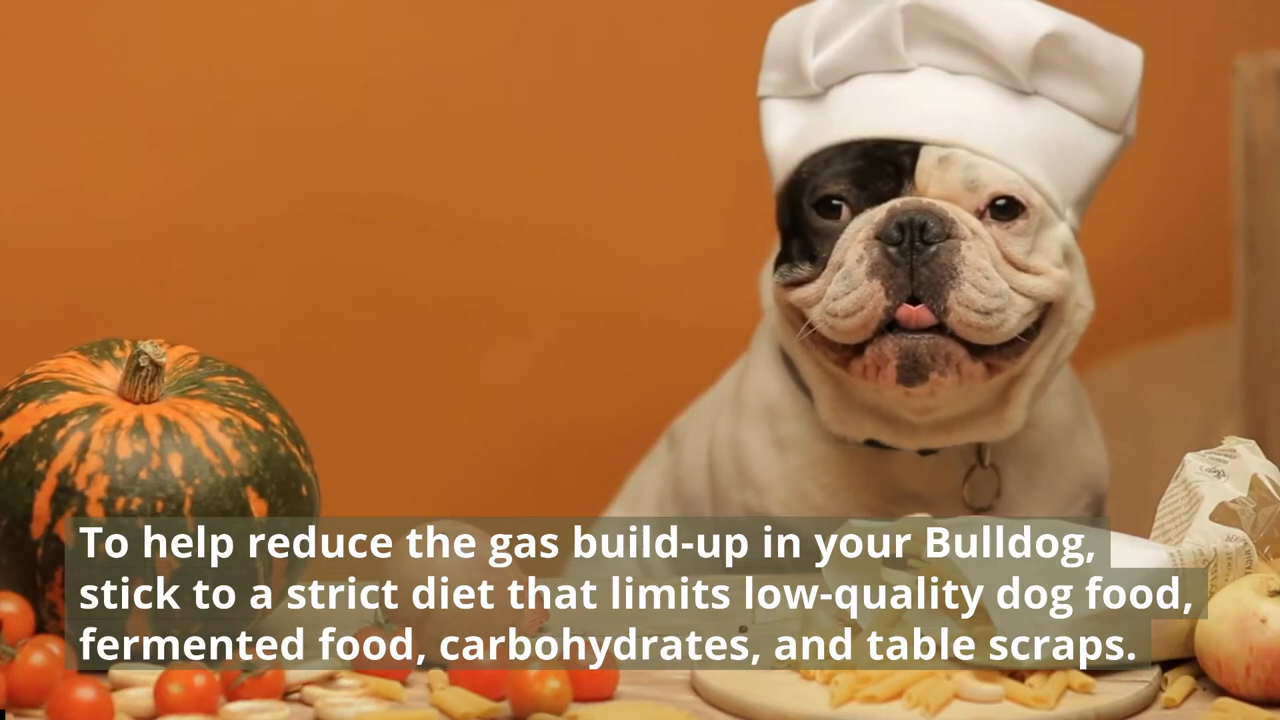 To help reduce the gas build-up in your Bulldog,
stick to a strict diet that limits low-quality dog food,
fermented food, carbohydrates, and table scraps.